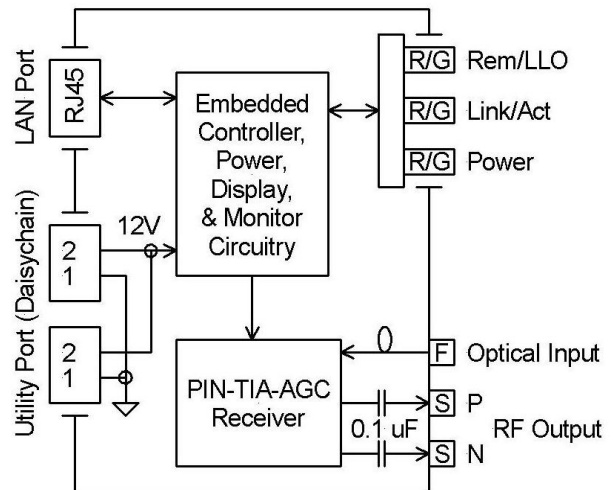 LAN Port
RJ45
Embedded
Controller,
Power,
Display,
& Monitor
Circuitry
R/G Rem/LLO
R/G Link/Act
R/G Power
Utility Port (Daisychain)
12V
2
1
2
1
PIN-TIA-AGC
Receiver
F Optical Input
0.1 uF
S P
RF Output
S N